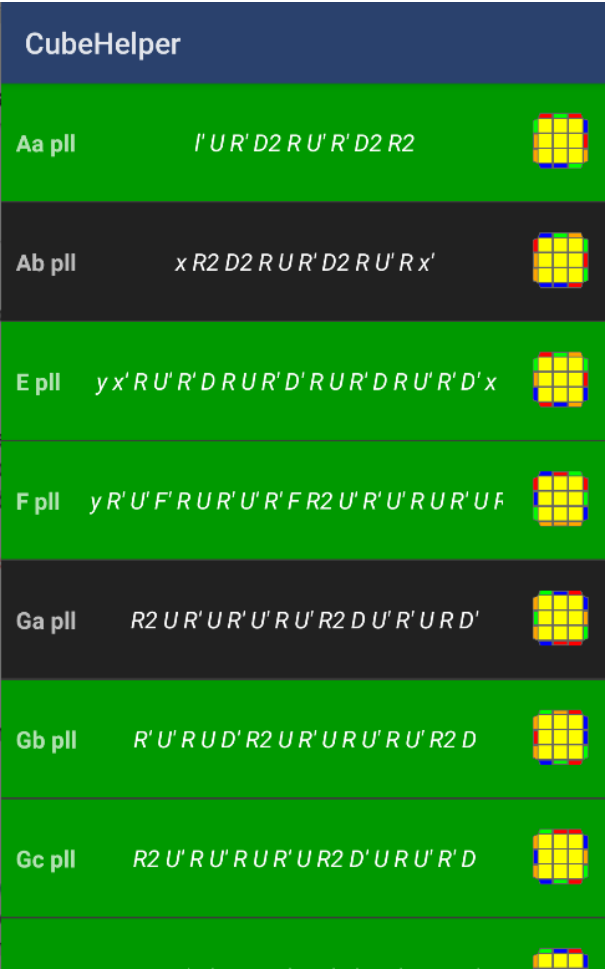 CubeHelper
Aa pll l' U R' D2 R U' R' D2 R2
Ab pll x R2 D2 R U R' D2 R U' R x'
E pll y x' R U' R' D R U R' D' R U R' D R U' R' D' x
F pll y R' U' F' R U R' U' R' F R2 U' R' U' R U R' U R
Ga pll R2 U R' U R' U' R U' R2 D U' R' U R D'
Gb pll R' U' R U D' R2 U R' U R U' R U' R2 D
Gc pll R2 U' R U' R U R' U R2 D' U R U' R' D